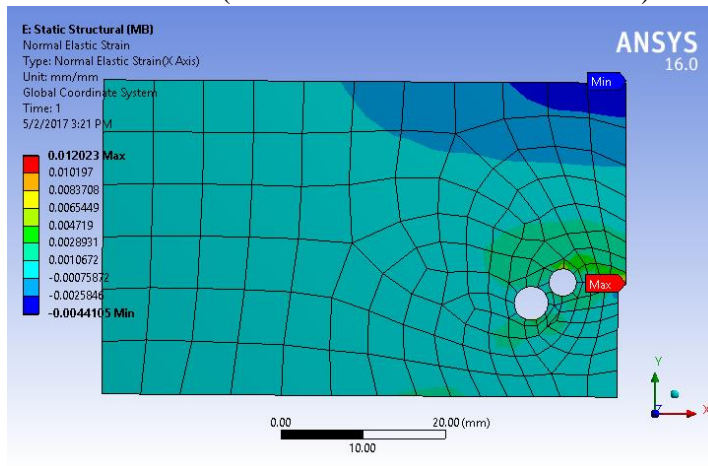 E: Static Structural (MB)
Normal Elastic Strain
Type: Normal Elastic Strain(X Axis)
Unit: mm/mm
Global Coordinate System
Time: 1
5/2/2017 3:21 PM
0.012023 Max
0.010197
0.0083708
0.0065449
0.004719
0.0028931
0.0010672
-0.00075872
-0.0025846
-0.0044105 Min
ANSYS
16.0
Min
Max
0.00
20.00 (mm)
10.00
Y
Z
X